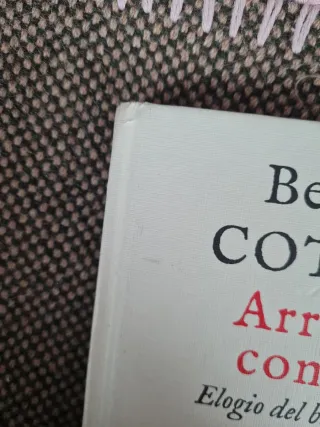 Be
COT
Arr
con
Elogio del b